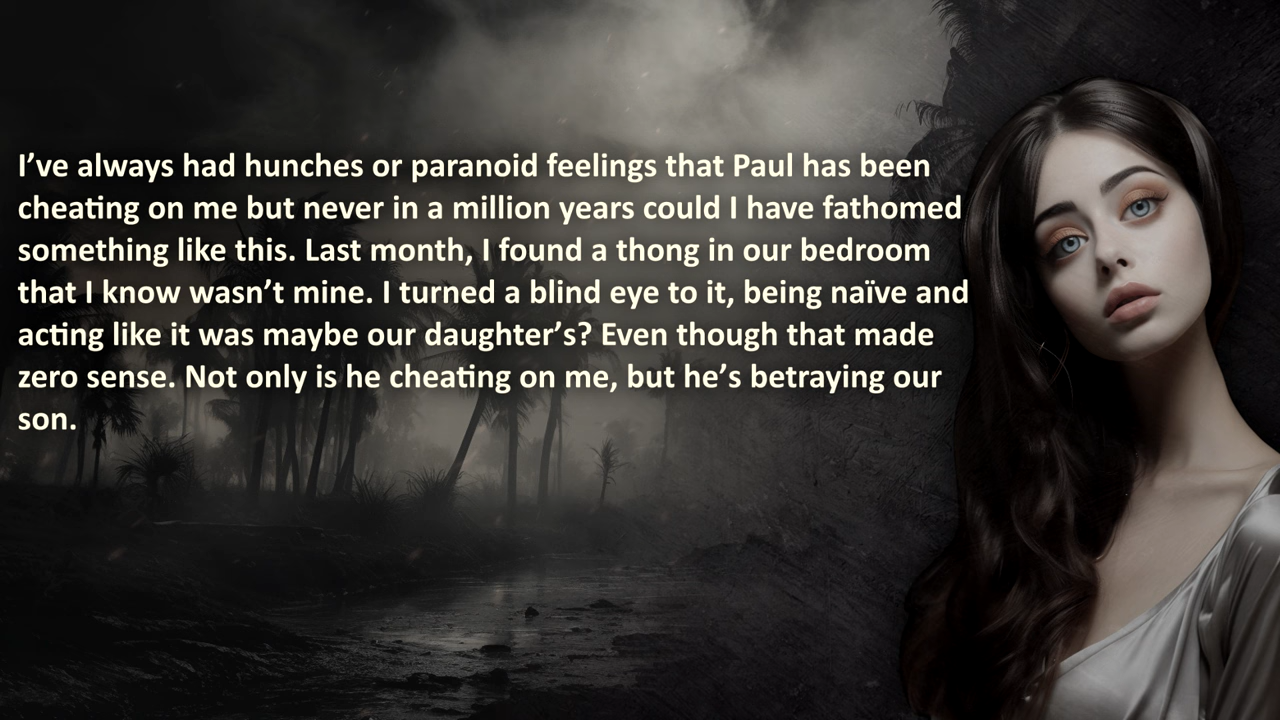 I’ve always had hunches or paranoid feelings that Paul has been
cheating on me but never in a million years could I have fathomed
something like this. Last month, I found a thong in our bedroom
that I know wasn’t mine. I turned a blind eye to it, being naïve and
acting like it was maybe our daughter’s? Even though that made
zero sense. Not only is he cheating on me, but he’s betraying our
son.